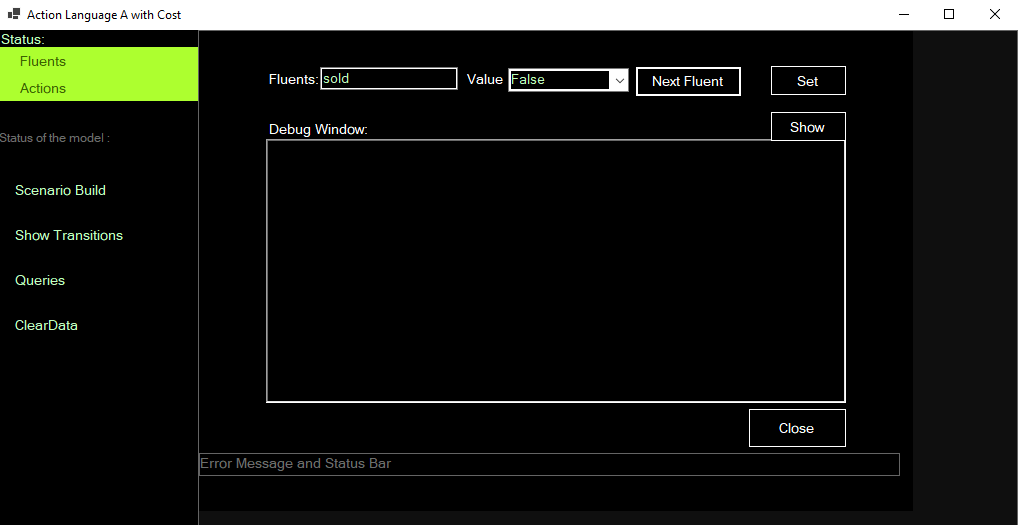 Action Language A with Cost
Status:
Fluents
Actions
Status of the model :
Scenario Build
Show Transitions
Queries
ClearData
Fluents: sold Value False Next Fluent Set
Debug Window: Show
Close
Error Message and Status Bar